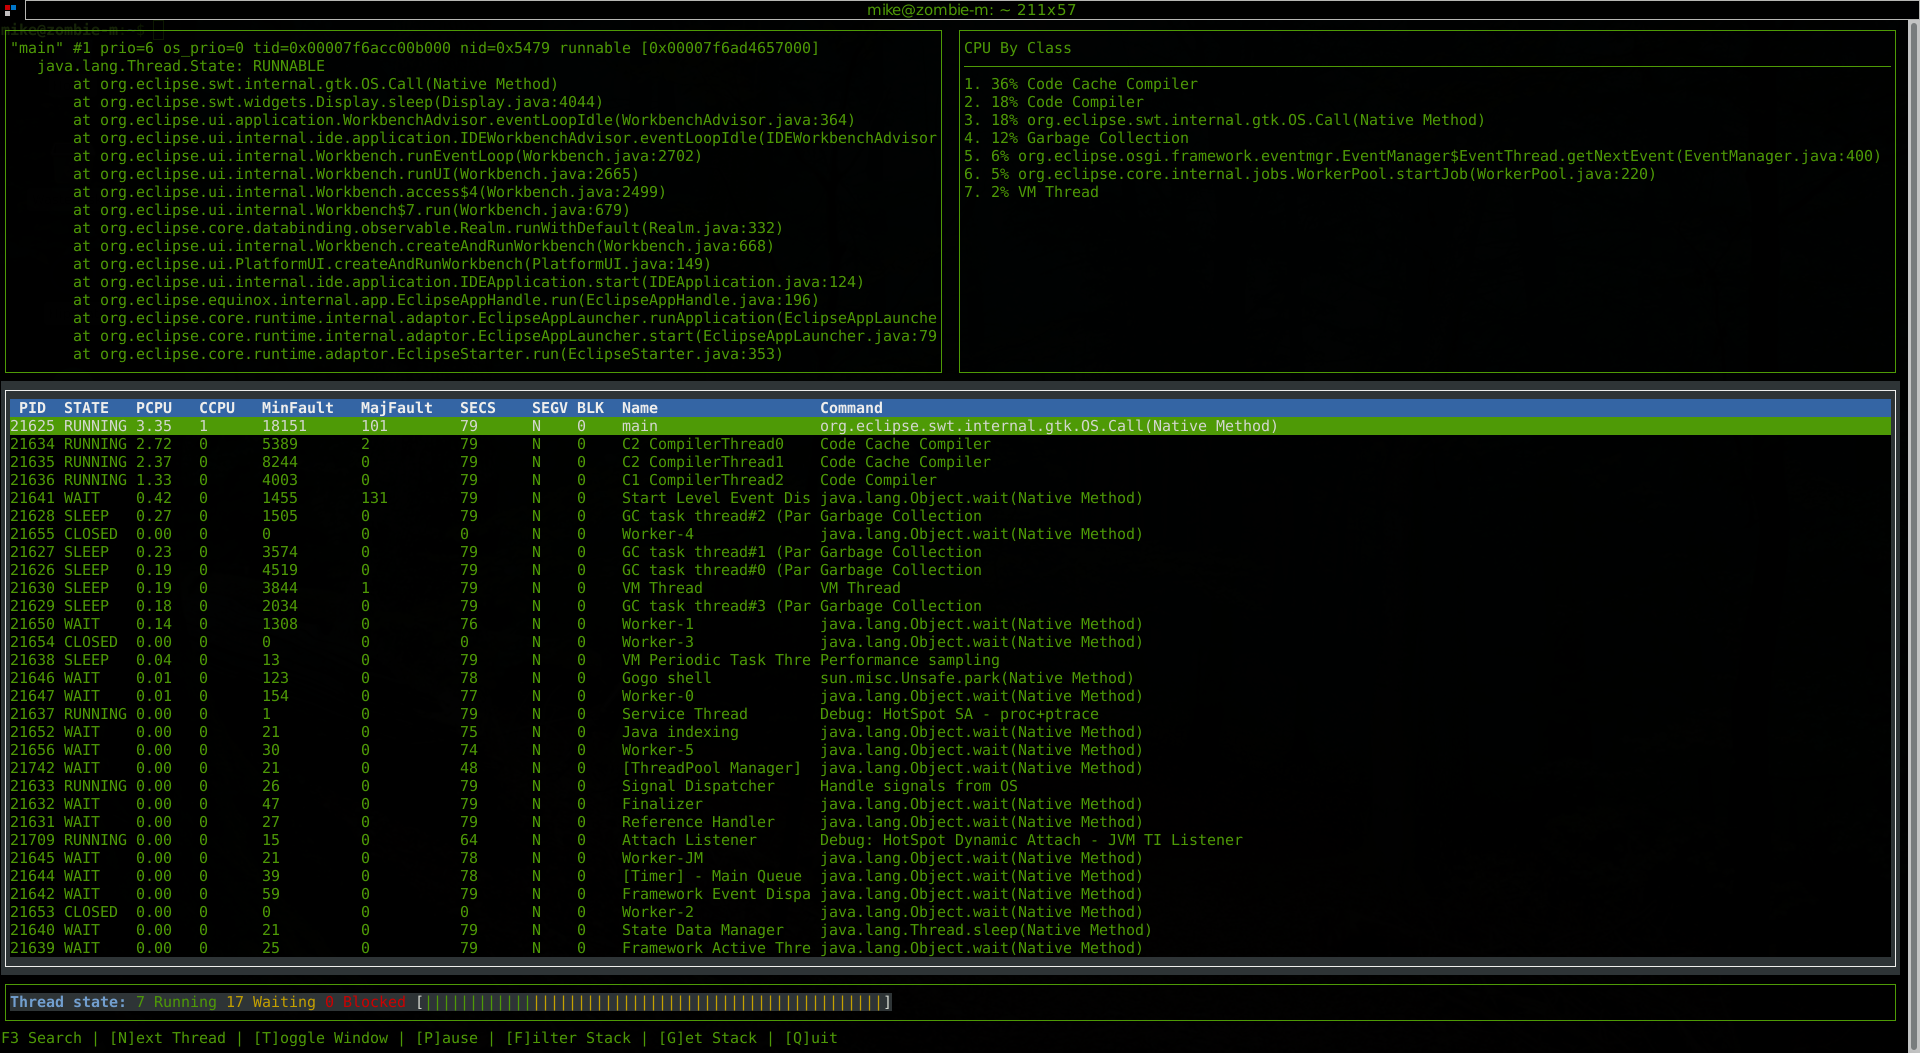 mike@zombie-m: ~ 211x57
mike@zombie-m:~$
"main" #1 prio=6 os_prio=0 tid=0x00007f6acc00b000 nid=0x5479 runnable [0x00007f6ad4657000]
java.lang.Thread.State: RUNNABLE
at org.eclipse.swt.internal.gtk.OS.Call(Native Method)
at org.eclipse.swt.widgets.Display.sleep(Display.java:4044)
at org.eclipse.ui.application.WorkbenchAdvisor.eventLoopIdle(WorkbenchAdvisor.java:364)
at org.eclipse.ui.internal.ide.application.IDEWorkbenchAdvisor.eventLoopIdle(IDEWorkbenchAdvisor
at org.eclipse.ui.internal.Workbench.runEventLoop(Workbench.java:2702)
at org.eclipse.ui.internal.Workbench.runUI(Workbench.java:2665)
at org.eclipse.ui.internal.Workbench.access$4(Workbench.java:2499)
at org.eclipse.ui.internal.Workbench$7.run(Workbench.java:679)
at org.eclipse.core.databinding.observable.Realm.runWithDefault(Realm.java:332)
at org.eclipse.ui.internal.Workbench.createAndRunWorkbench(Workbench.java:668)
at org.eclipse.ui.PlatformUI.createAndRunWorkbench(PlatformUI.java:149)
at org.eclipse.ui.internal.ide.application.IDEApplication.start(IDEApplication.java:124)
at org.eclipse.equinox.internal.app.EclipseAppHandle.run(EclipseAppHandle.java:196)
at org.eclipse.core.runtime.internal.adaptor.EclipseAppLauncher.runApplication(EclipseAppLaunche
at org.eclipse.core.runtime.internal.adaptor.EclipseAppLauncher.start(EclipseAppLauncher.java:79
at org.eclipse.core.runtime.adaptor.EclipseStarter.run(EclipseStarter.java:353)
CPU By Class
1. 36% Code Cache Compiler
2. 18% Code Compiler
3. 18% org.eclipse.swt.internal.gtk.OS.Call(Native Method)
4. 12% Garbage Collection
5. 6% org.eclipse.osgi.framework.eventmgr.EventManager$EventThread.getNextEvent(EventManager.java:400)
6. 5% org.eclipse.core.internal.jobs.WorkerPool.startJob(WorkerPool.java:220)
7. 2% VM Thread
PID STATE PCPU CCPU MinFault MajFault SECS SEGV BLK Name Command
21625 RUNNING 3.35 1 18151 101 79 N 0 main org.eclipse.swt.internal.gtk.OS.Call(Native Method)
21634 RUNNING 2.72 0 5389 2 79 N 0 C2 CompilerThread0 Code Cache Compiler
21635 RUNNING 2.37 0 8244 0 79 N 0 C2 CompilerThread1 Code Cache Compiler
21636 RUNNING 1.33 0 4003 0 79 N 0 C1 CompilerThread2 Code Compiler
21641 WAIT 0.42 0 1455 131 79 N 0 Start Level Event Dis java.lang.Object.wait(Native Method)
21628 SLEEP 0.27 0 1505 0 79 N 0 GC task thread#2 (Par Garbage Collection
21655 CLOSED 0.00 0 0 0 0 N 0 Worker-4 java.lang.Object.wait(Native Method)
21627 SLEEP 0.23 0 3574 0 79 N 0 GC task thread#1 (Par Garbage Collection
21626 SLEEP 0.19 0 4519 0 79 N 0 GC task thread#0 (Par Garbage Collection
21630 SLEEP 0.19 0 3844 1 79 N 0 VM Thread VM Thread
21629 SLEEP 0.18 0 2034 0 79 N 0 GC task thread#3 (Par Garbage Collection
21650 WAIT 0.14 0 1308 0 76 N 0 Worker-1 java.lang.Object.wait(Native Method)
21654 CLOSED 0.00 0 0 0 0 N 0 Worker-3 java.lang.Object.wait(Native Method)
21638 SLEEP 0.04 0 13 0 79 N 0 VM Periodic Task Thre Performance sampling
21646 WAIT 0.01 0 123 0 78 N 0 Gogo shell sun.misc.Unsafe.park(Native Method)
21647 WAIT 0.01 0 154 0 77 N 0 Worker-0 java.lang.Object.wait(Native Method)
21637 RUNNING 0.00 0 1 0 79 N 0 Service Thread Debug: HotSpot SA - proc+ptrace
21652 WAIT 0.00 0 21 0 75 N 0 Java indexing java.lang.Object.wait(Native Method)
21656 WAIT 0.00 0 30 0 74 N 0 Worker-5 java.lang.Object.wait(Native Method)
21742 WAIT 0.00 0 21 0 48 N 0 [ThreadPool Manager] java.lang.Object.wait(Native Method)
21633 RUNNING 0.00 0 26 0 79 N 0 Signal Dispatcher Handle signals from OS
21632 WAIT 0.00 0 47 0 79 N 0 Finalizer java.lang.Object.wait(Native Method)
21631 WAIT 0.00 0 27 0 79 N 0 Reference Handler java.lang.Object.wait(Native Method)
21709 RUNNING 0.00 0 15 0 64 N 0 Attach Listener Debug: HotSpot Dynamic Attach - JVM TI Listener
21645 WAIT 0.00 0 21 0 78 N 0 Worker-JM java.lang.Object.wait(Native Method)
21644 WAIT 0.00 0 39 0 78 N 0 [Timer] - Main Queue java.lang.Object.wait(Native Method)
21642 WAIT 0.00 0 59 0 79 N 0 Framework Event Dispa java.lang.Object.wait(Native Method)
21653 CLOSED 0.00 0 0 0 0 N 0 Worker-2 java.lang.Object.wait(Native Method)
21640 WAIT 0.00 0 21 0 79 N 0 State Data Manager java.lang.Thread.sleep(Native Method)
21639 WAIT 0.00 0 25 0 79 N 0 Framework Active Thre java.lang.Object.wait(Native Method)
Thread state: 7 Running 17 Waiting 0 Blocked [|||||||||||||||||||||||||||||||||||||||||||||||||||]
F3 Search | [N]ext Thread | [T]oggle Window | [P]ause | [F]ilter Stack | [G]et Stack | [Q]uit